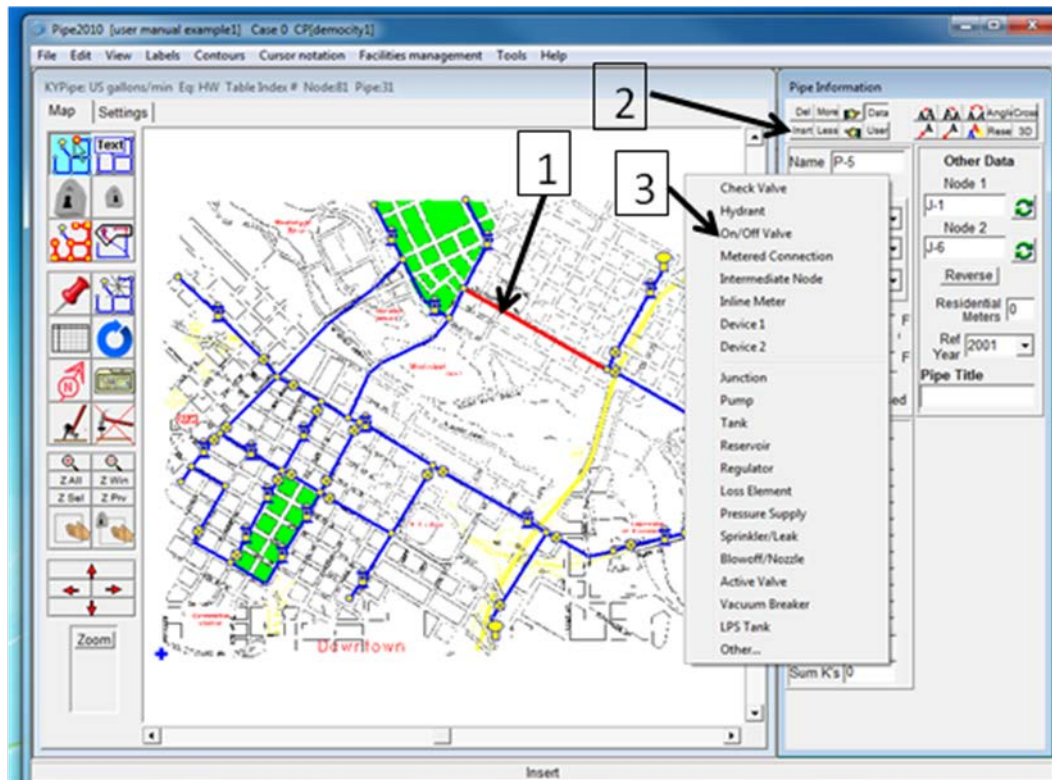 Pipe2010 [user manual example1] Case 0 CP[democity1]
File Edit View Labels Contours Cursor notation Facilities management Tools Help
KYPipe: US gallons/min Eq: HW Table Index # Node:81 Pipe:31
Map Settings
Text
Z All Z Win
Z Sel Z Prv
Zoom
1
2
3
Downtown
Pipe Information
Del More Data
Insrt Less User
Angle Cross
Rese 3D
Name P-5
Check Valve
Hydrant
On/Off Valve
Metered Connection
Intermediate Node
Inline Meter
Device 1
Device 2
Junction
Pump
Tank
Reservoir
Regulator
Loss Element
Pressure Supply
Sprinkler/Leak
Blowoff/Nozzle
Active Valve
Vacuum Breaker
LPS Tank
Other...
F
F
Sum K's 0
Other Data
Node 1
J-1
Node 2
J-6
Reverse
Residential
Meters 0
Ref
Year 2001
Pipe Title
Insert